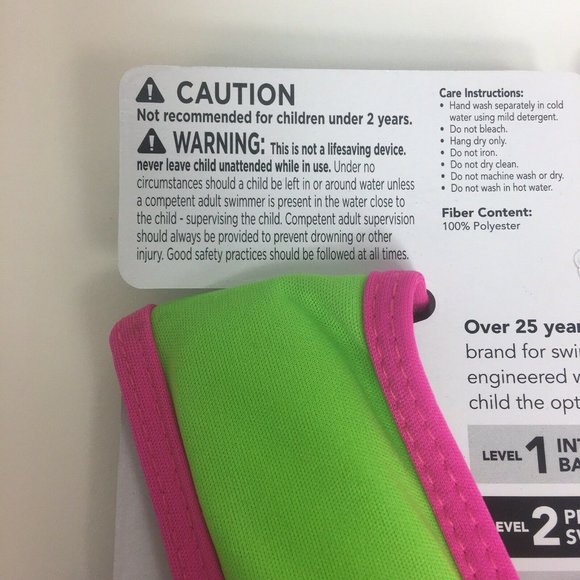 CAUTION
Not recommended for children under 2 years.
WARNING: This is not a lifesaving device.
never leave child unattended while in use. Under no
circumstances should a child be left in or around water unless
a competent adult swimmer is present in the water close to
the child - supervising the child. Competent adult supervision
should always be provided to prevent drowning or other
injury. Good safety practices should be followed at all times.
Care Instructions:
• Hand wash separately in cold
water using mild detergent.
• Do not bleach.
• Hang dry only.
• Do not iron.
• Do not dry clean.
• Do not machine wash or dry.
• Do not wash in hot water.
Fiber Content:
100% Polyester
Over 25 year
brand for swi
engineered w
child the opt
LEVEL 1 INT
BA
LEVEL 2 P
SV